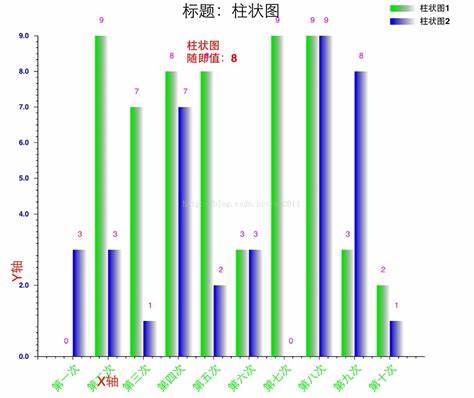 标题：柱状图
柱状图1
柱状图2
柱状图
随即值：8
9.0
8.0
7.0
6.0
5.0
4.0
2.0
0.0
Y轴
0
3
9
3
7
1
8
7
8
2
3
3
9
0
9
9
3
8
2
1
第一次
第二次
第三次
第四次
第五次
第六次
第七次
第八次
第九次
第十次
X轴